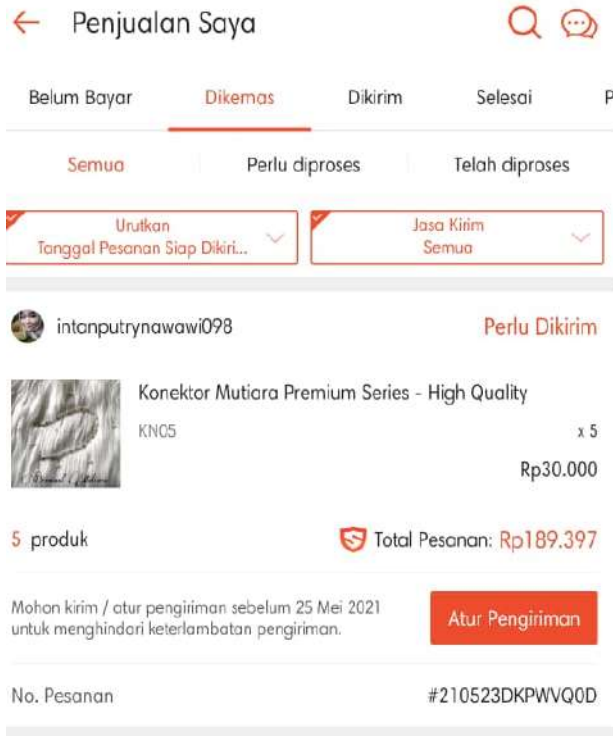 Penjualan Saya
Belum Bayar Dikemas Dikirim Selesai P
Semua Perlu diproses Telah diproses
Urutkan
Tanggal Pesanan Siap Dikiri...
Jasa Kirim
Semua
intanputrynawawi098 Perlu Dikirim
Konektor Mutiara Premium Series - High Quality
KN05 x 5
Rp30.000
5 produk Total Pesanan: Rp189.397
Mohon kirim / atur pengiriman sebelum 25 Mei 2021
untuk menghindari keterlambatan pengiriman.
Atur Pengiriman
No. Pesanan #210523DKPWVQ0D